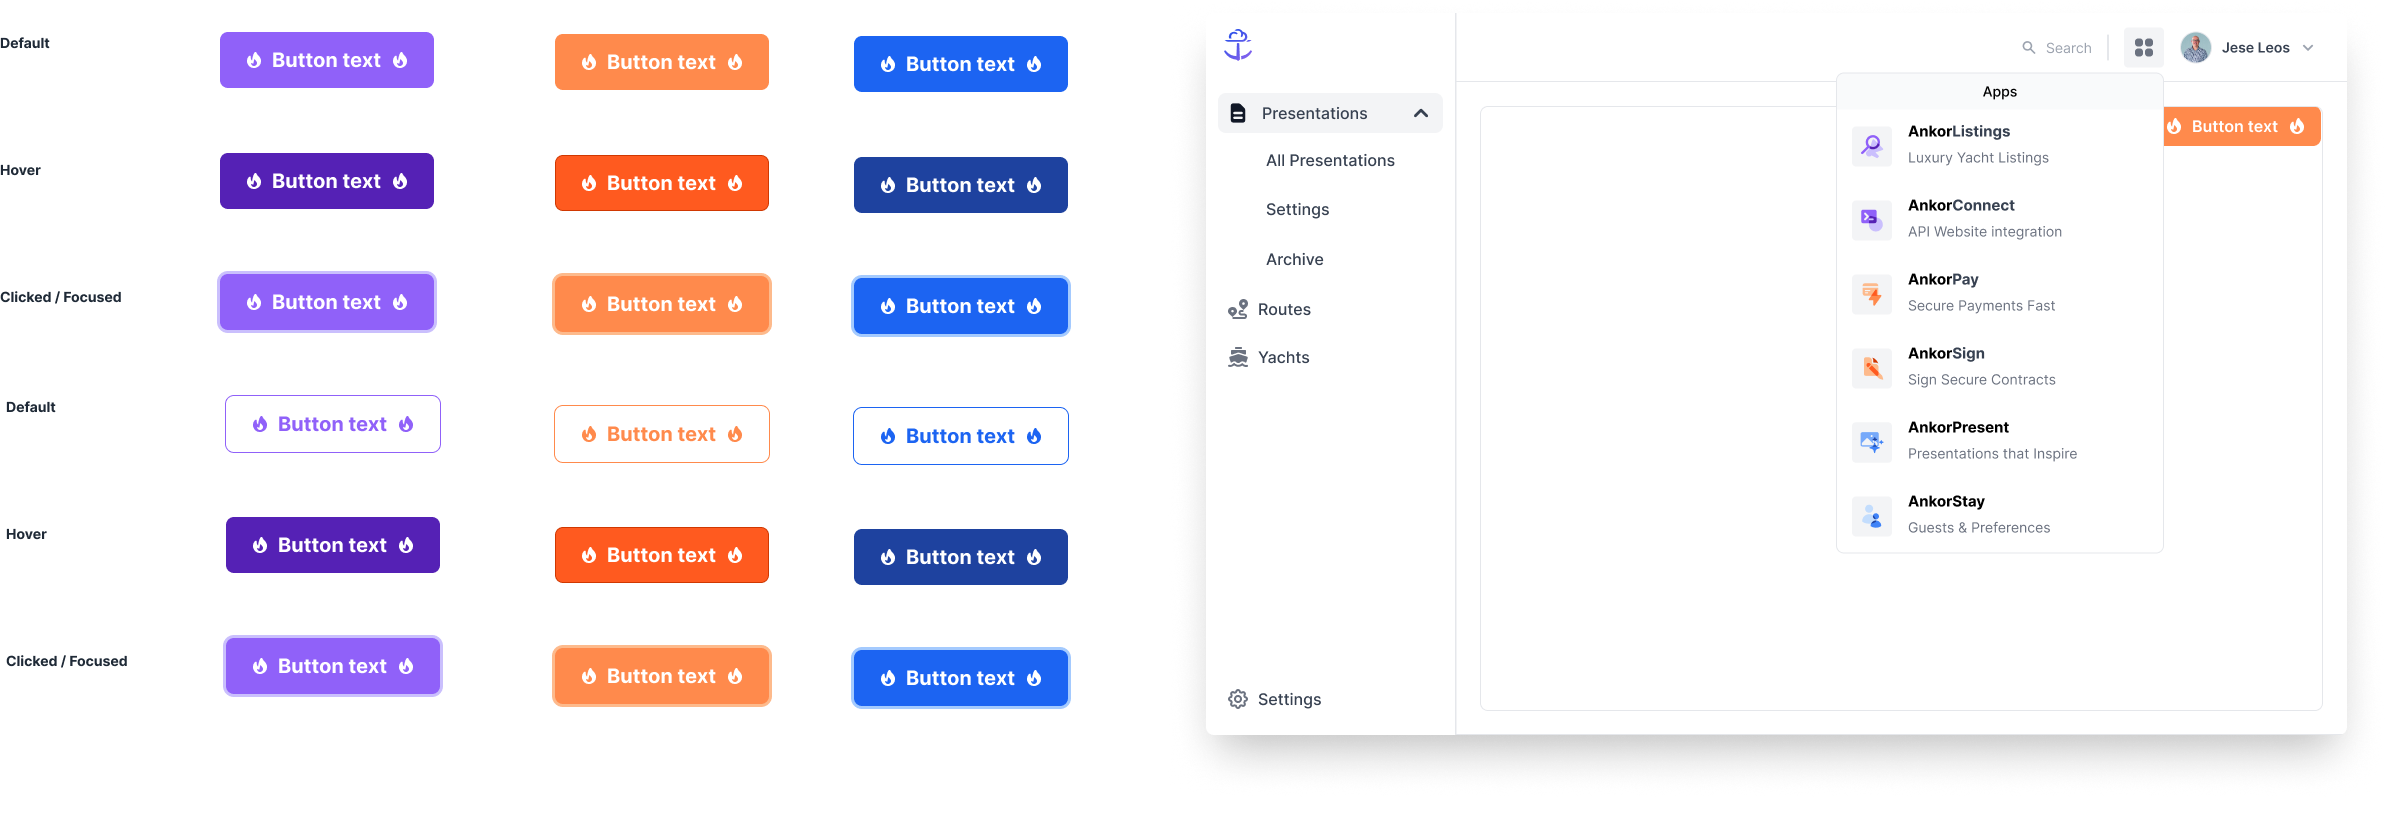 Default
Button text
Button text
Button text
Hover
Button text
Button text
Button text
Clicked / Focused
Button text
Button text
Button text
Default
Button text
Button text
Button text
Hover
Button text
Button text
Button text
Clicked / Focused
Button text
Button text
Button text
Presentations
All Presentations
Settings
Archive
Routes
Yachts
Settings
Search
Jese Leos
Apps
AnkorListings
Luxury Yacht Listings
AnkorConnect
API Website integration
AnkorPay
Secure Payments Fast
AnkorSign
Sign Secure Contracts
AnkorPresent
Presentations that Inspire
AnkorStay
Guests & Preferences
Button text